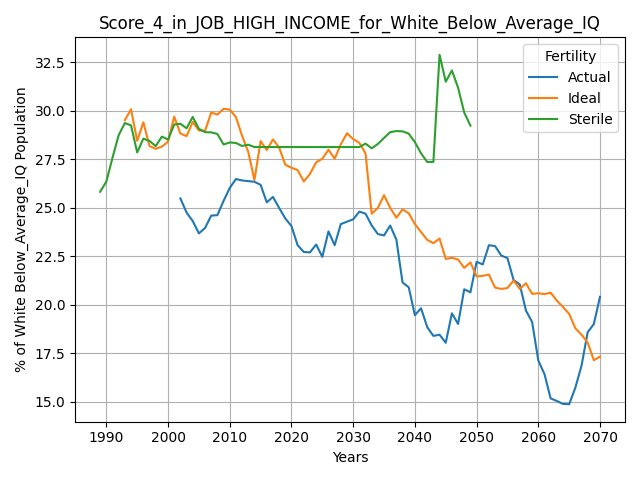 Score_4_in_JOB_HIGH_INCOME_for_White_Below_Average_IQ
Fertility
Actual
Ideal
Sterile
% of White Below_Average_IQ Population
32.5
30.0
27.5
25.0
22.5
20.0
17.5
15.0
1990 2000 2010 2020 2030 2040 2050 2060 2070
Years